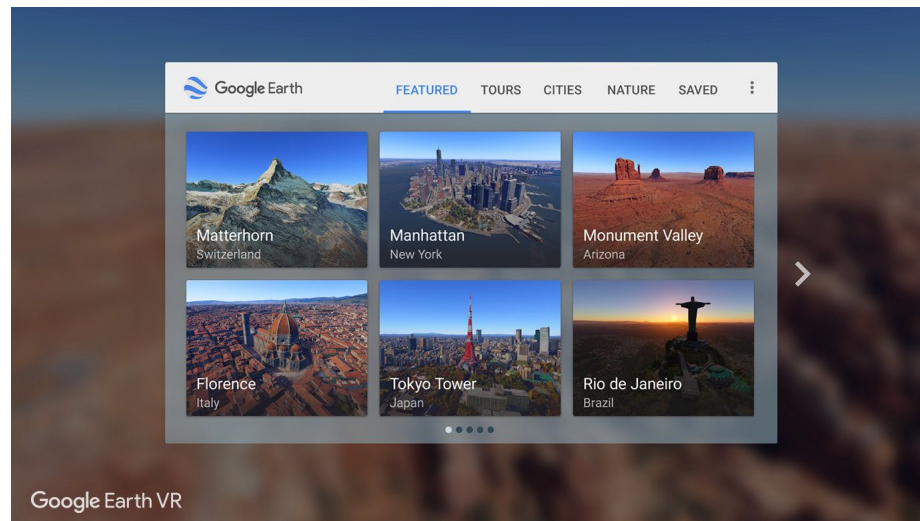 Google Earth
FEATURED TOURS CITIES NATURE SAVED
Matterhorn
Switzerland
Manhattan
New York
Monument Valley
Arizona
Florence
Italy
Tokyo Tower
Japan
Rio de Janeiro
Brazil
Google Earth VR